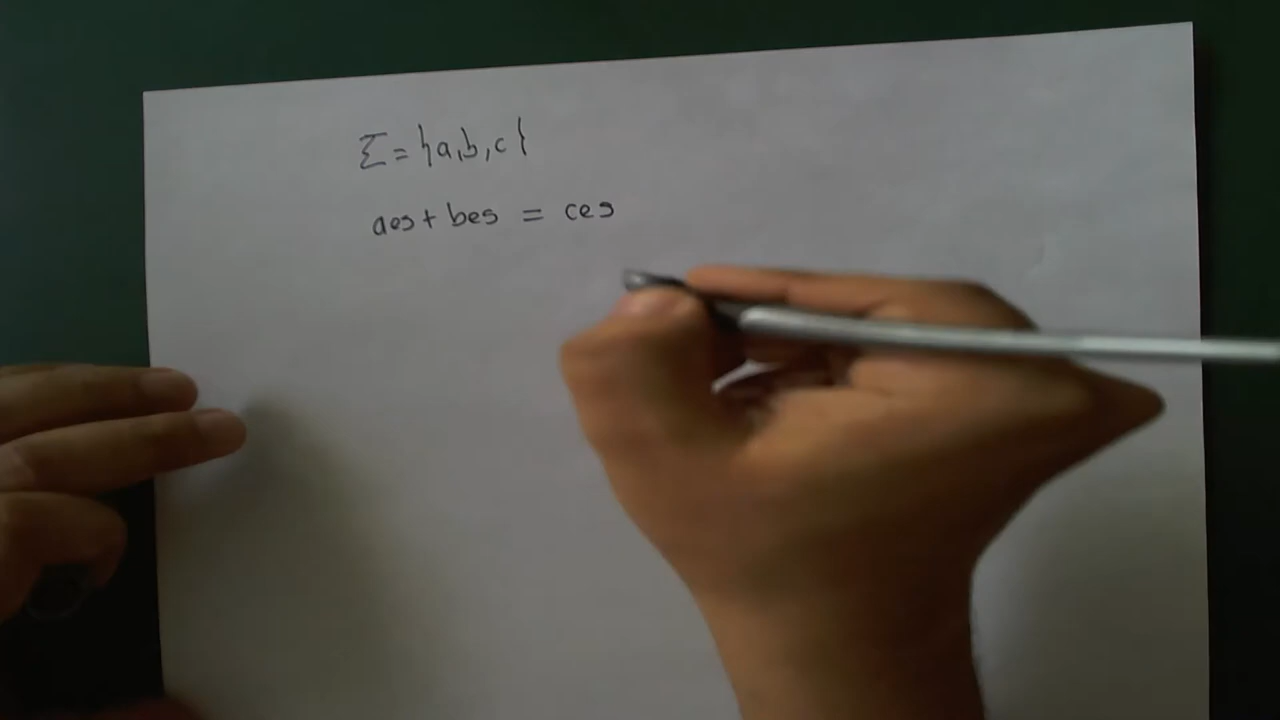 Σ = {a,b,c}
aes + bes = ces